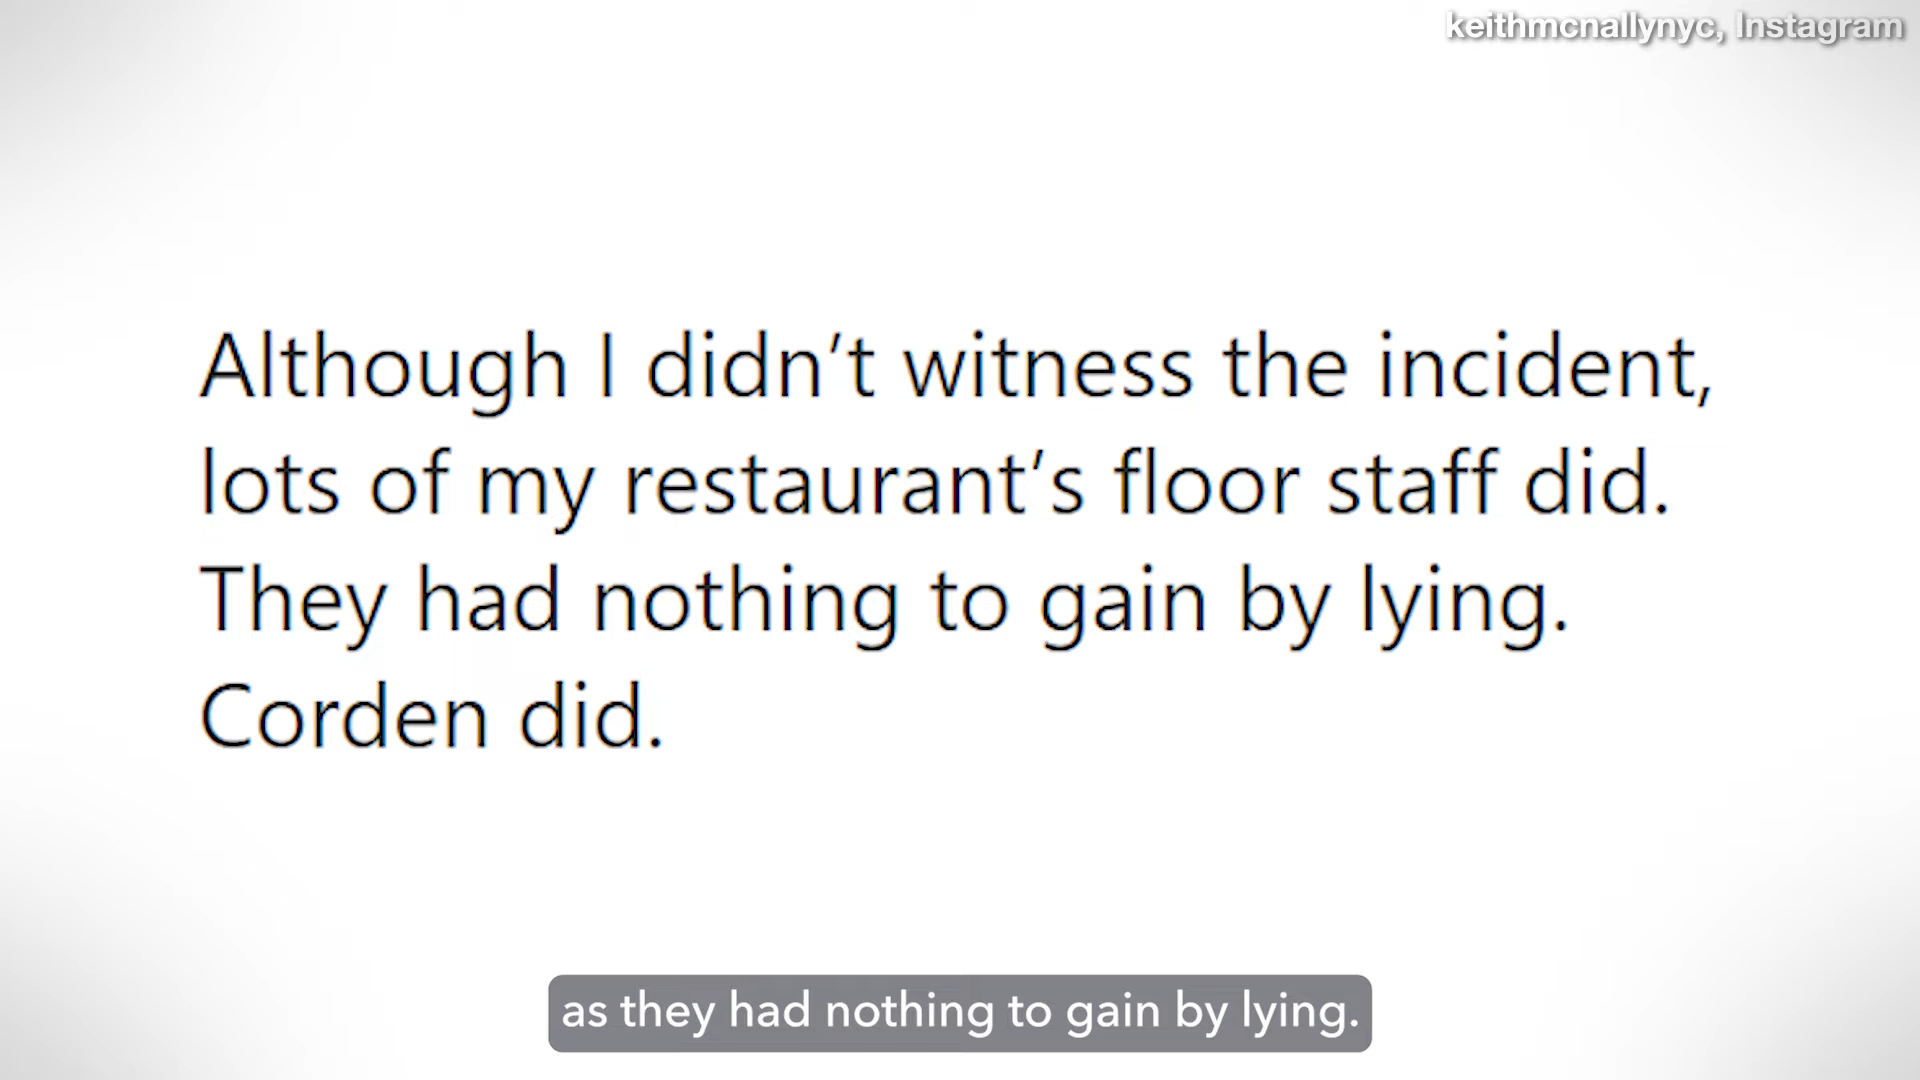 keithmcnallynyc, Instagram
Although I didn’t witness the incident,
lots of my restaurant’s floor staff did.
They had nothing to gain by lying.
Corden did.
as they had nothing to gain by lying.